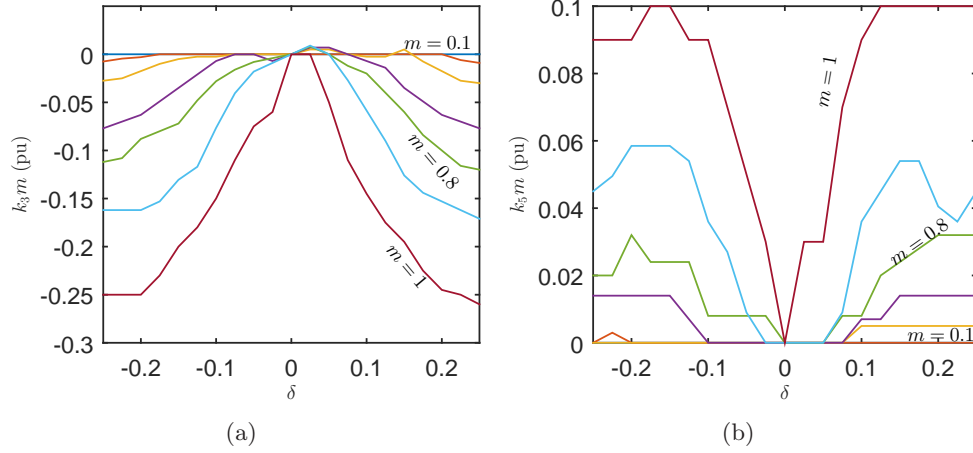 0
-0.05
-0.1
-0.15
-0.2
-0.25
-0.3
k₃m (pu)
m = 0.1
m = 0.8
m = 1
-0.2 -0.1 0 0.1 0.2
δ
(a)
0.1
0.08
0.06
0.04
0.02
0
k₅m (pu)
m = 1
m = 0.8
m = 0.1
-0.2 -0.1 0 0.1 0.2
δ
(b)